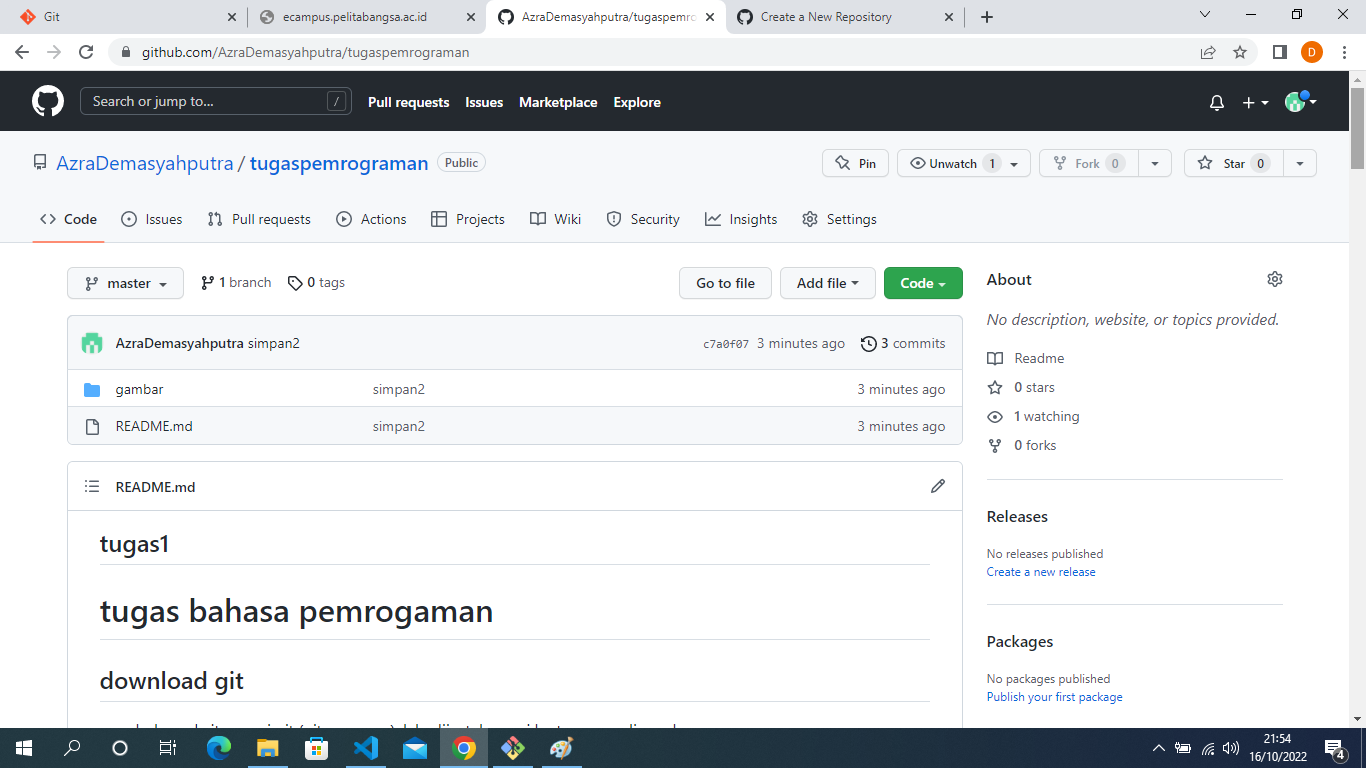 Git
ecampus.pelitabangsa.ac.id
AzraDemasyahputra/tugaspemro
Create a New Repository
github.com/AzraDemasyahputra/tugaspemrograman
D
Search or jump to...
/
Pull requests
Issues
Marketplace
Explore
AzraDemasyahputra / tugaspemrograman
Public
Pin
Unwatch 1
Fork 0
Star 0
Code
Issues
Pull requests
Actions
Projects
Wiki
Security
Insights
Settings
master
1 branch
0 tags
Go to file
Add file
Code
AzraDemasyahputra simpan2
c7a0f07 3 minutes ago
3 commits
gambar simpan2 3 minutes ago
README.md simpan2 3 minutes ago
README.md
tugas1
tugas bahasa pemrogaman
download git
About
No description, website, or topics provided.
Readme
0 stars
1 watching
0 forks
Releases
No releases published
Create a new release
Packages
No packages published
Publish your first package
21:54
16/10/2022
4